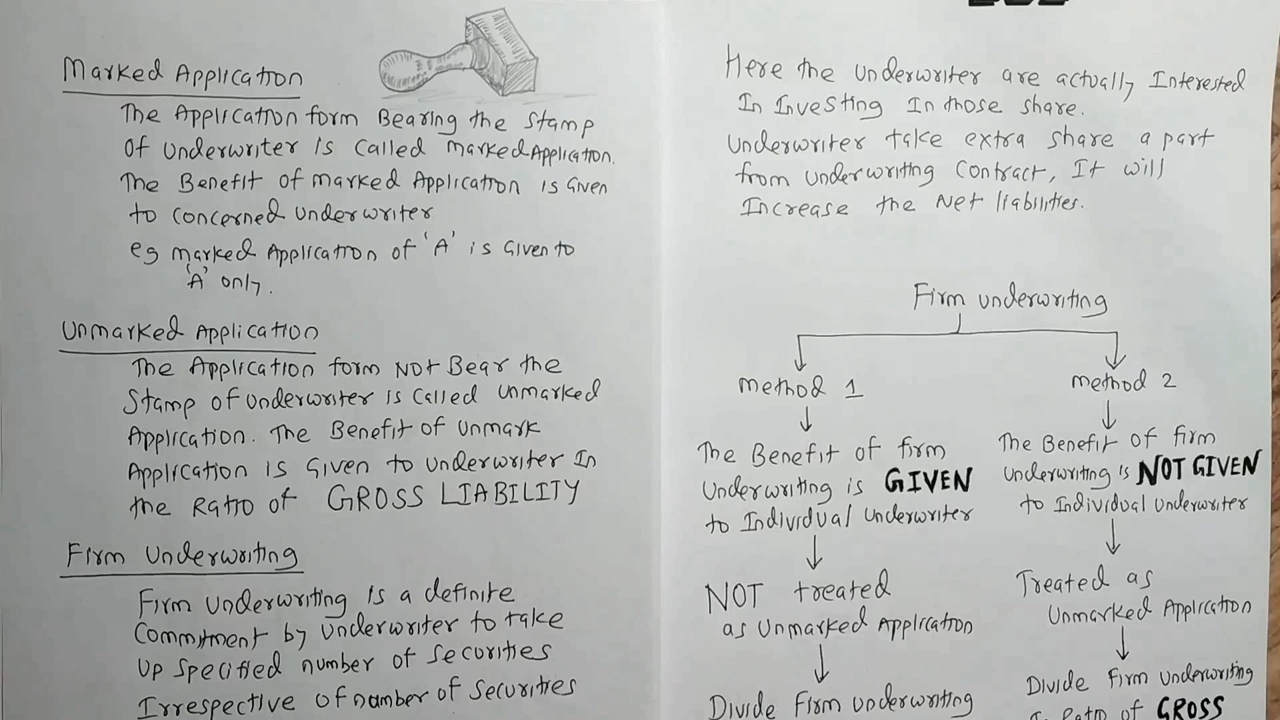 Marked Application
The Application form Bearing the Stamp
of Underwriter is called Marked Application.
The Benefit of marked Application is Given
to concerned underwriter
eg marked Application of 'A' is Given to
'A' only.
Unmarked Application
The Application form NOT Bear the
Stamp of Underwriter is Called Unmarked
Application. The Benefit of Unmark
Application is Given to Underwriter In
the Ratio of GROSS LIABILITY
Firm Underwriting
Firm Underwriting Is a definite
Commitment by Underwriter to take
Up Specified number of Securities
Irrespective of number of Securities
Here the Underwriter are actually Interested
In Investing In those share.
Underwriter take extra share a part
from Underwriting Contract, It will
Increase the Net liabilities.
Firm underwriting
method 1
The Benefit of firm
Underwriting is GIVEN
to Individual Underwriter
NOT treated
as Unmarked Application
Divide Firm Underwriting
method 2
The Benefit of firm
Underwriting is NOT GIVEN
to Individual Underwriter
Treated as
Unmarked Application
Divide Firm Underwriting
In Ratio of GROSS